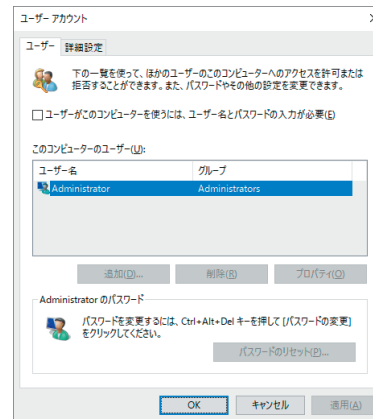 ユーザー アカウント
ユーザー 詳細設定
下の一覧を使って、ほかのユーザーのこのコンピューターへのアクセスを許可または
拒否することができます。また、パスワードやその他の設定を変更できます。
ユーザーがこのコンピューターを使うには、ユーザー名とパスワードの入力が必要(E)
このコンピューターのユーザー(U):
ユーザー名 グループ
Administrator Administrators
追加(D)... 削除(R) プロパティ(O)
Administrator のパスワード
パスワードを変更するには、Ctrl+Alt+Del キーを押して [パスワードの変更]
をクリックしてください。
パスワードのリセット(P)...
OK キャンセル 適用(A)